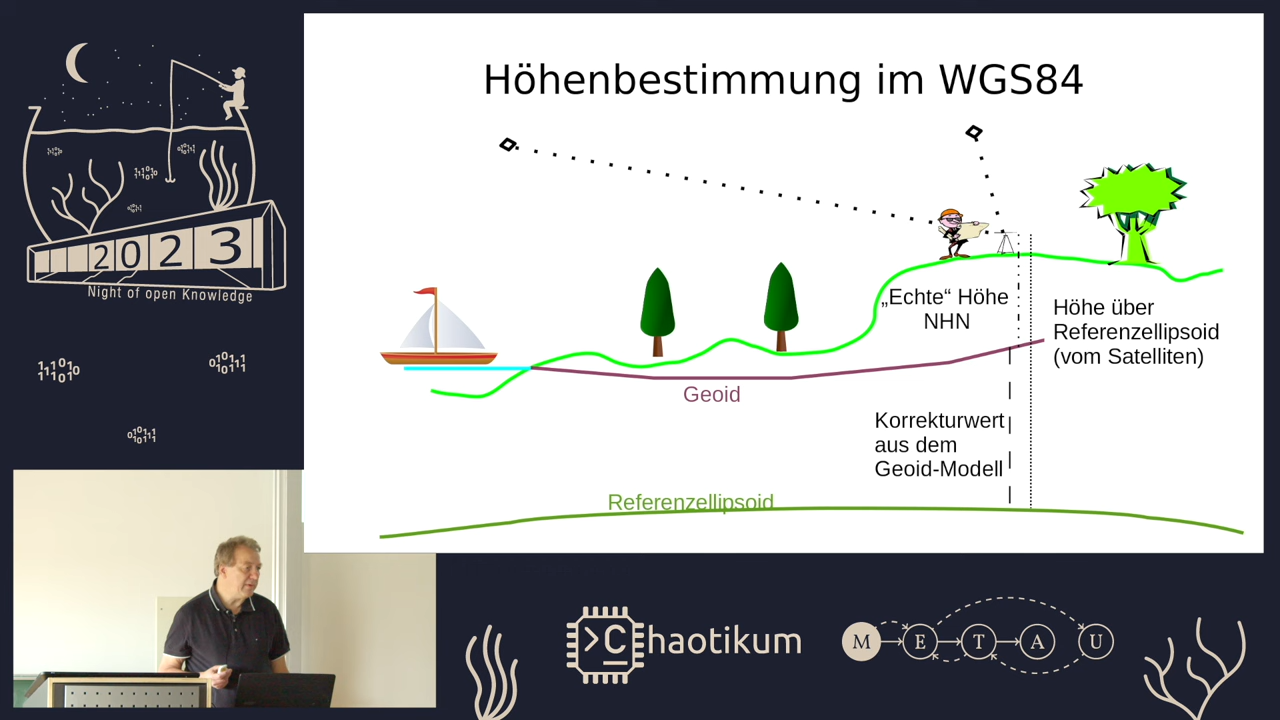 Höhenbestimmung im WGS84
„Echte“ Höhe
NHN
Höhe über
Referenzellipsoid
(vom Satelliten)
Geoid
Korrekturwert
aus dem
Geoid-Modell
Referenzellipsoid
2023
Night of open Knowledge
>C haotikum
M E T A U